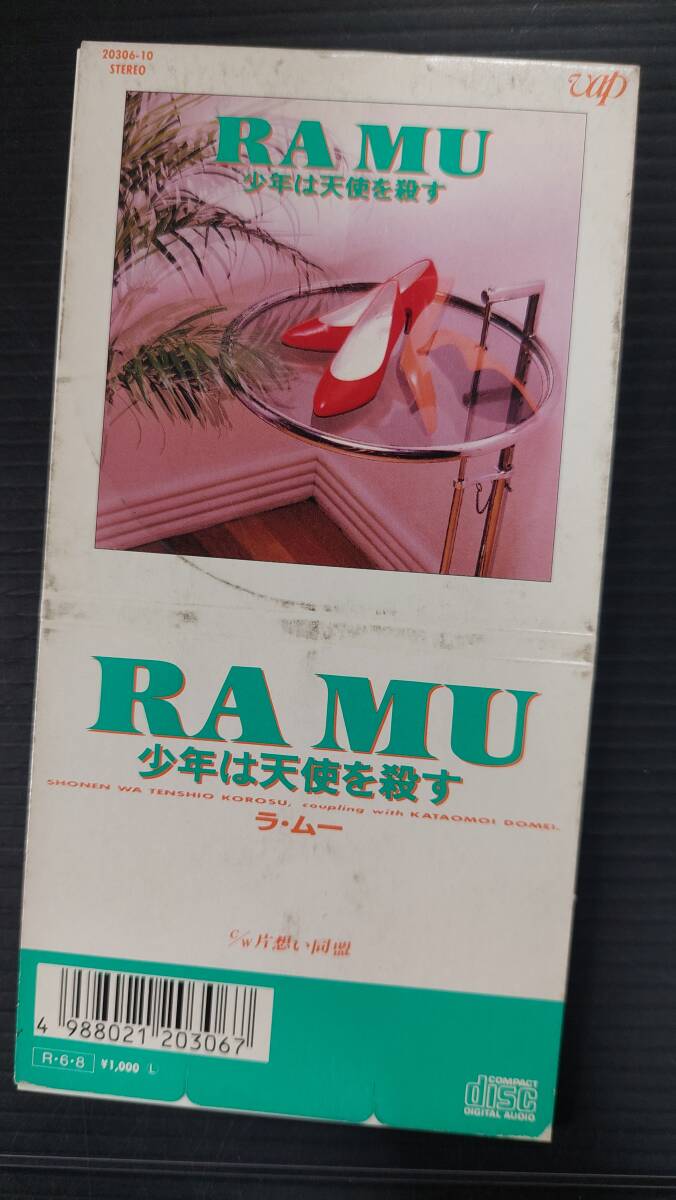 20306-10
STEREO
vap
RA MU
少年は天使を殺す
RA MU
少年は天使を殺す
SHONEN WA TENSHIO KOROSU, coupling with KATAOMOI DOMEI.
ラ・ムー
c/w 片想い同盟
4 988021 203067
R・6・8 ¥1,000 L
COMPACT
disc
DIGITAL AUDIO